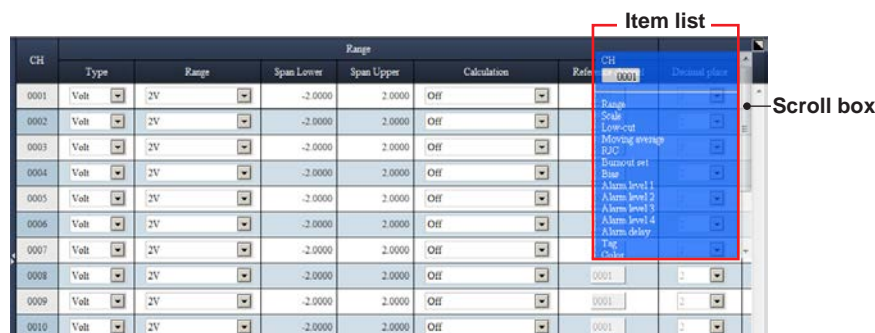 Item list
Range
CH
Type Range Span Lower Span Upper Calculation Decimal place
CH
0001
Range
Scale
Low-cut
Moving average
RJC
Burnout set
Bias
Alarm level 1
Alarm level 2
Alarm level 3
Alarm level 4
Alarm delay
Tag
Color
Scroll box
0001 Volt 2V -2.0000 2.0000 Off
0002 Volt 2V -2.0000 2.0000 Off
0003 Volt 2V -2.0000 2.0000 Off
0004 Volt 2V -2.0000 2.0000 Off
0005 Volt 2V -2.0000 2.0000 Off
0006 Volt 2V -2.0000 2.0000 Off
0007 Volt 2V -2.0000 2.0000 Off
0008 Volt 2V -2.0000 2.0000 Off 0001 2
0009 Volt 2V -2.0000 2.0000 Off 0001 2
0010 Volt 2V -2.0000 2.0000 Off 0001 2